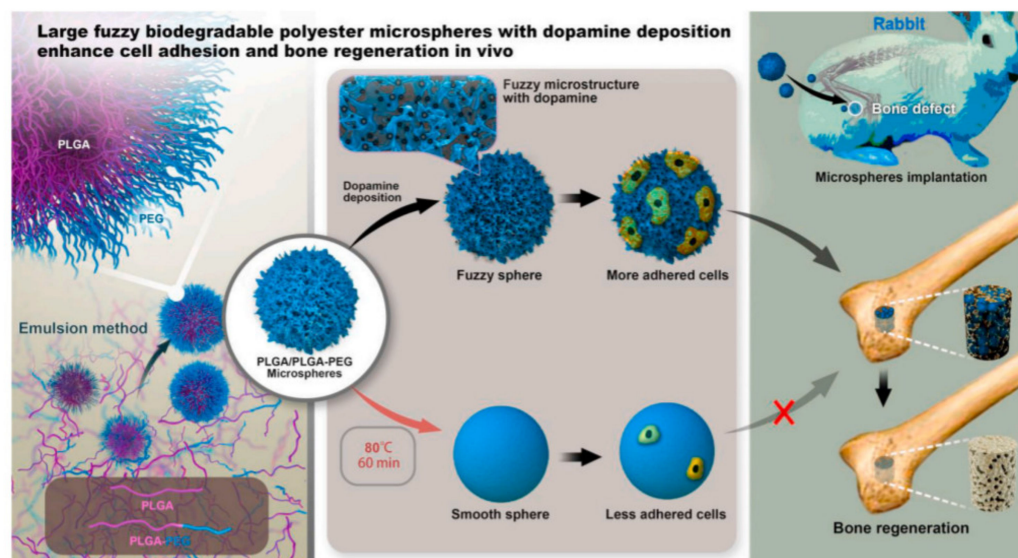 Large fuzzy biodegradable polyester microspheres with dopamine deposition
enhance cell adhesion and bone regeneration in vivo
PLGA
PEG
Emulsion method
PLGA
PLGA-PEG
PLGA/PLGA-PEG
Microspheres
Fuzzy microstructure
with dopamine
Dopamine
deposition
Fuzzy sphere
More adhered cells
80℃
60 min
Smooth sphere
Less adhered cells
Rabbit
Bone defect
Microspheres implantation
Bone regeneration